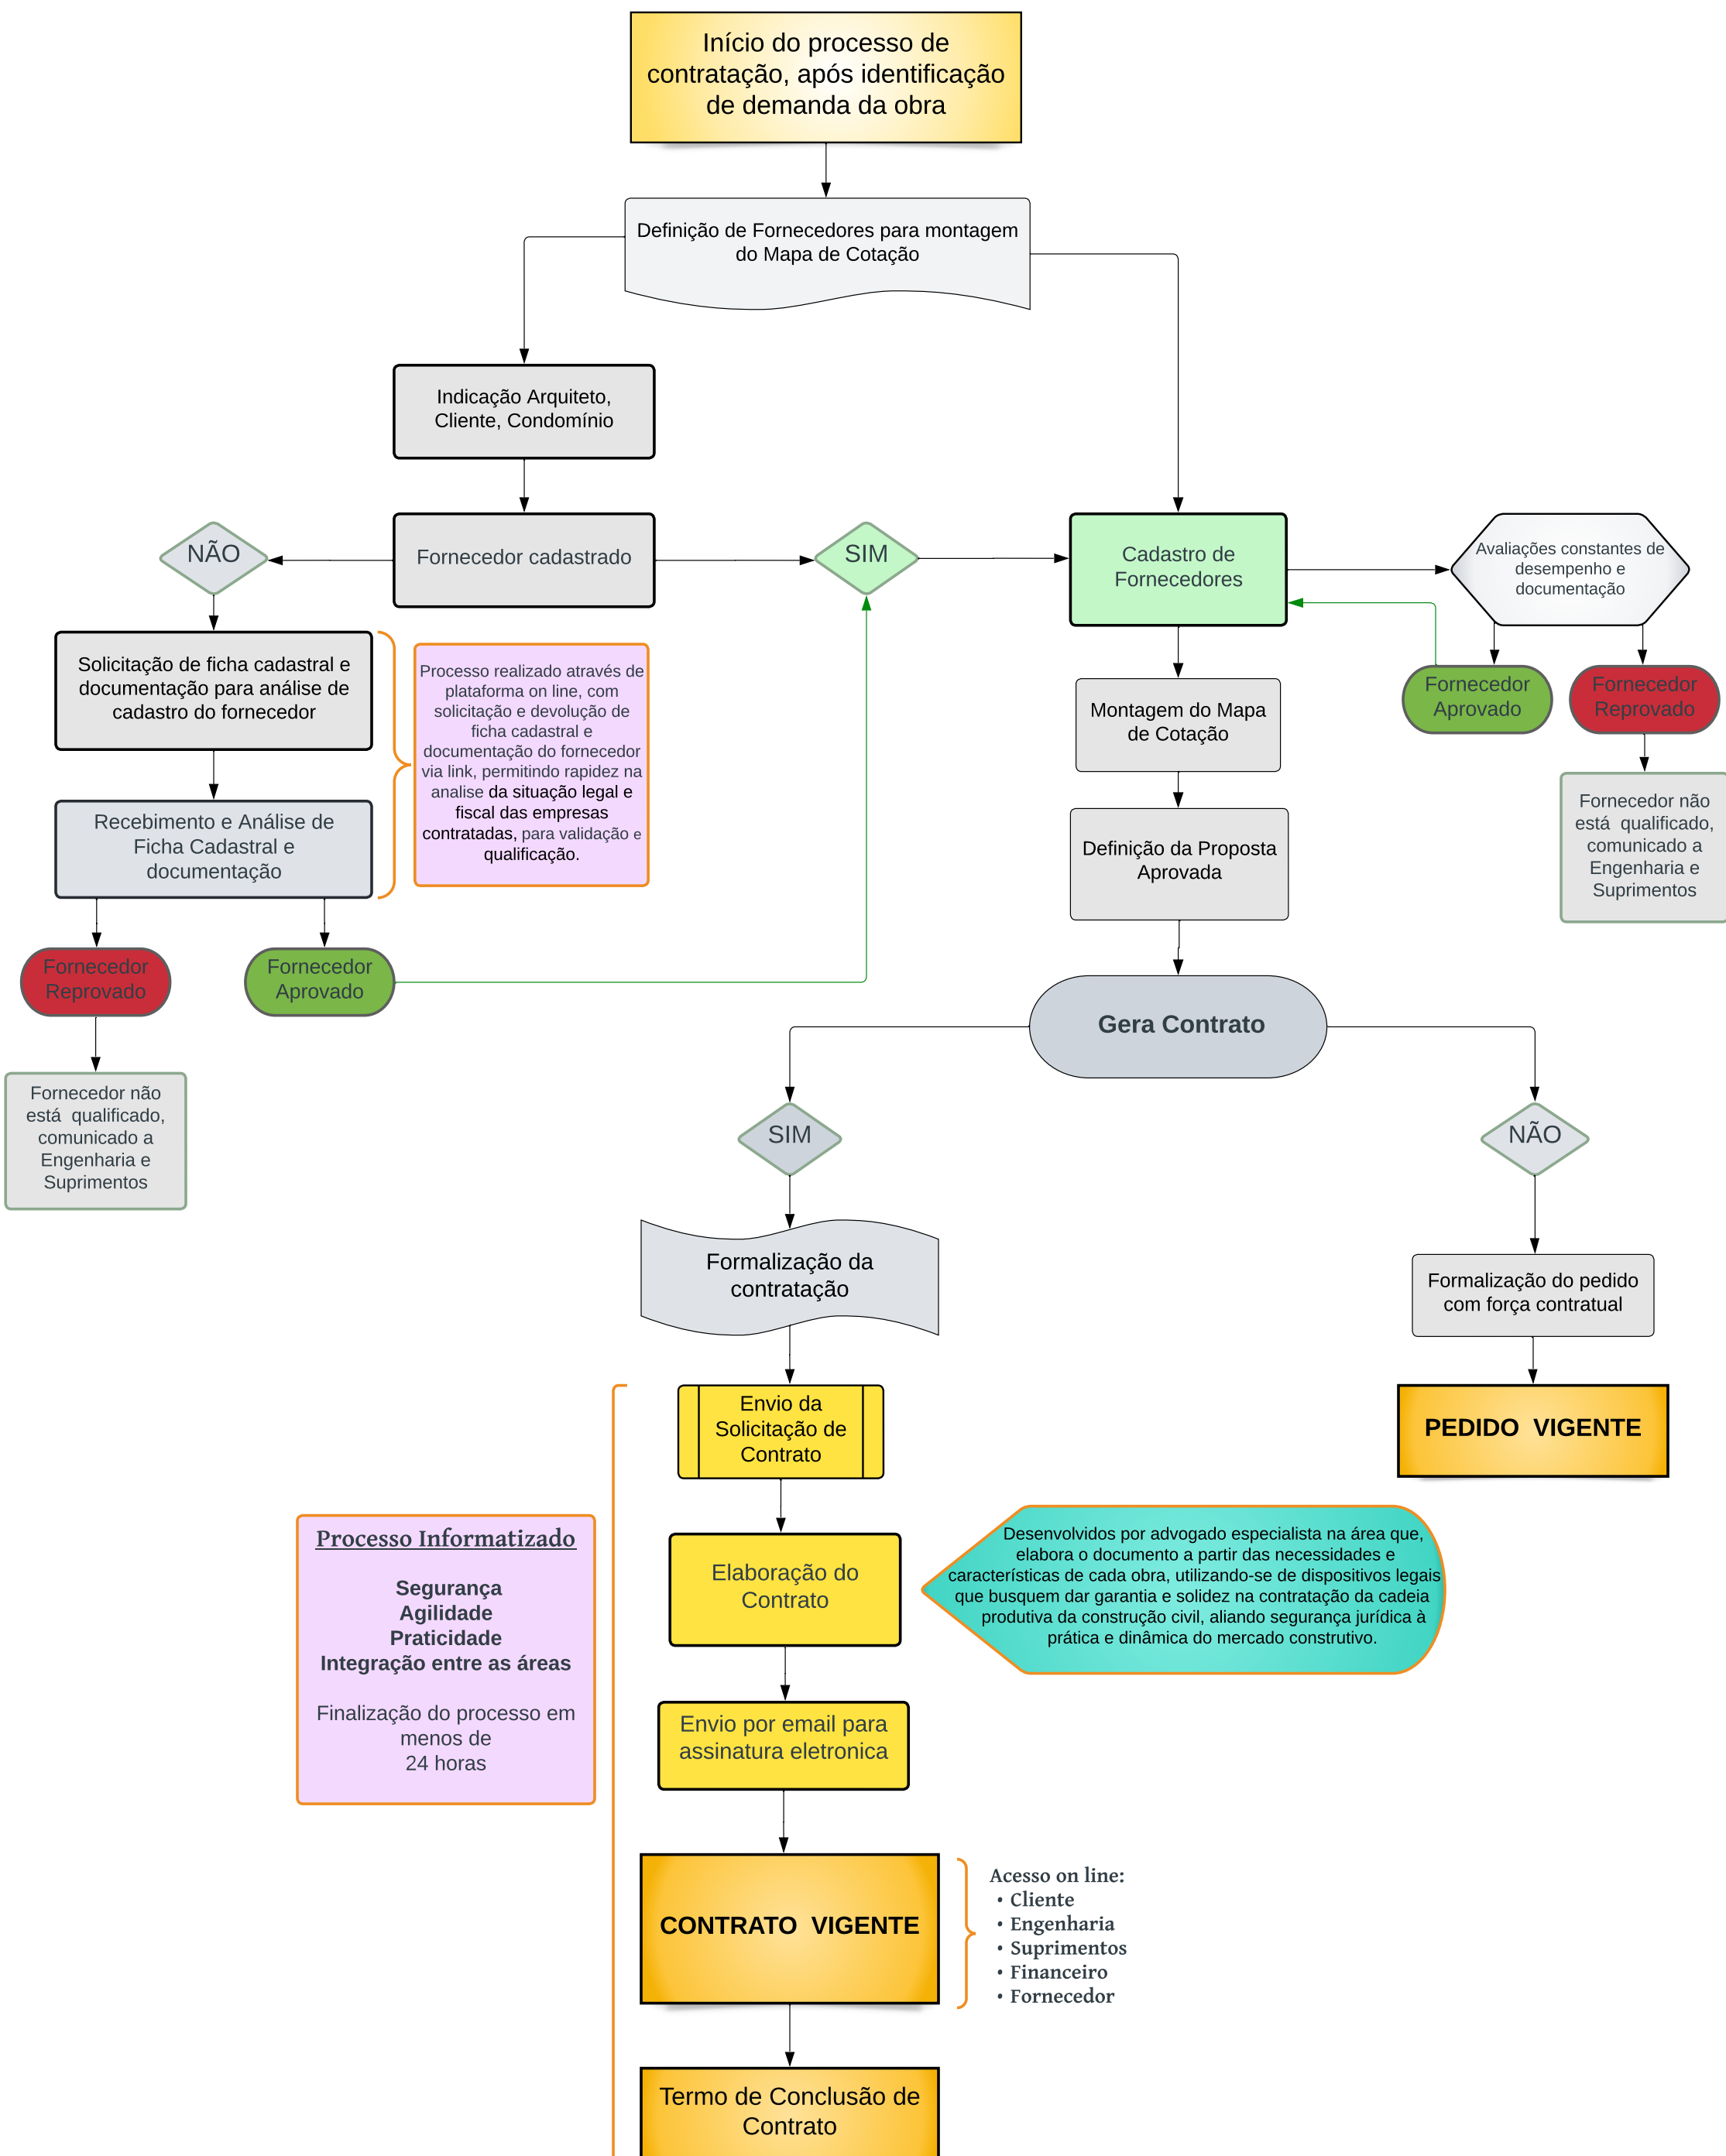 Início do processo de
contratação, após identificação
de demanda da obra
Definição de Fornecedores para montagem
do Mapa de Cotação
Indicação Arquiteto,
Cliente, Condomínio
NÃO
Fornecedor cadastrado
SIM
Cadastro de
Fornecedores
Avaliações constantes de
desempenho e
documentação
Solicitação de ficha cadastral e
documentação para análise de
cadastro do fornecedor
Processo realizado através de
plataforma on line, com
solicitação e devolução de
ficha cadastral e
documentação do fornecedor
via link, permitindo rapidez na
analise da situação legal e
fiscal das empresas
contratadas, para validação e
qualificação.
Fornecedor
Aprovado
Fornecedor
Reprovado
Montagem do Mapa
de Cotação
Fornecedor não
está  qualificado,
comunicado a
Engenharia e
Suprimentos
Recebimento e Análise de
Ficha Cadastral e
documentação
Definição da Proposta
Aprovada
Fornecedor
Reprovado
Fornecedor
Aprovado
Gera Contrato
Fornecedor não
está  qualificado,
comunicado a
Engenharia e
Suprimentos
SIM
NÃO
Formalização da
contratação
Formalização do pedido
com força contratual
Envio da
Solicitação de
Contrato
PEDIDO  VIGENTE
Processo Informatizado
Segurança
Agilidade
Praticidade
Integração entre as áreas
Finalização do processo em
menos de
24 horas
Elaboração do
Contrato
Desenvolvidos por advogado especialista na área que,
elabora o documento a partir das necessidades e
características de cada obra, utilizando-se de dispositivos legais
que busquem dar garantia e solidez na contratação da cadeia
produtiva da construção civil, aliando segurança jurídica à
prática e dinâmica do mercado construtivo.
Envio por email para
assinatura eletronica
CONTRATO  VIGENTE
Acesso on line:
• Cliente
• Engenharia
• Suprimentos
• Financeiro
• Fornecedor
Termo de Conclusão de
Contrato